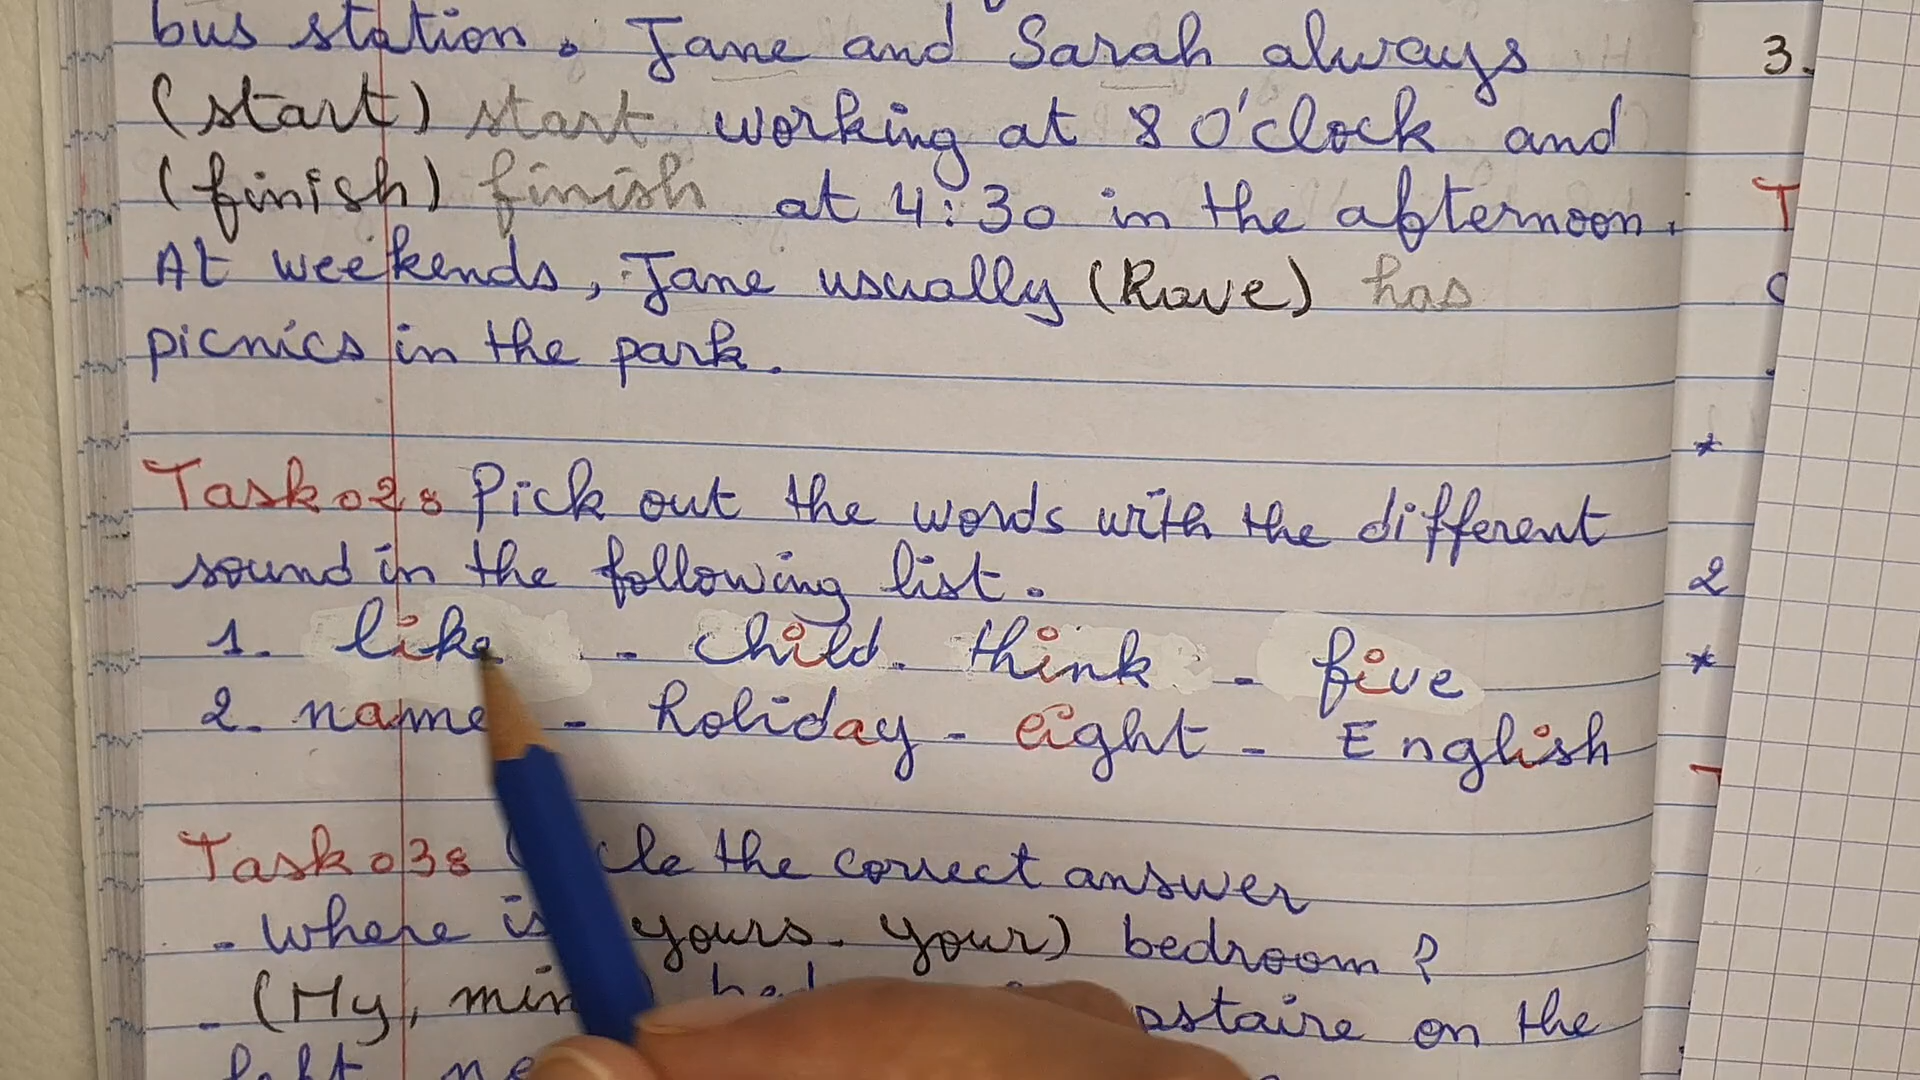 bus station. Jane and Sarah always
(start) start working at 8 O'clock and
(finish) finish at 4:30 in the afternoon.
At weekends, Jane usually (have) has
picnics in the park.
Task 02: Pick out the words with the different
sound in the following list.
1. like - child - think - five
2. name - holiday - eight - English
Task 03: the correct answer
- Where is yours - your) bedroom ?
- (My, on the
3.
T
*
2
*